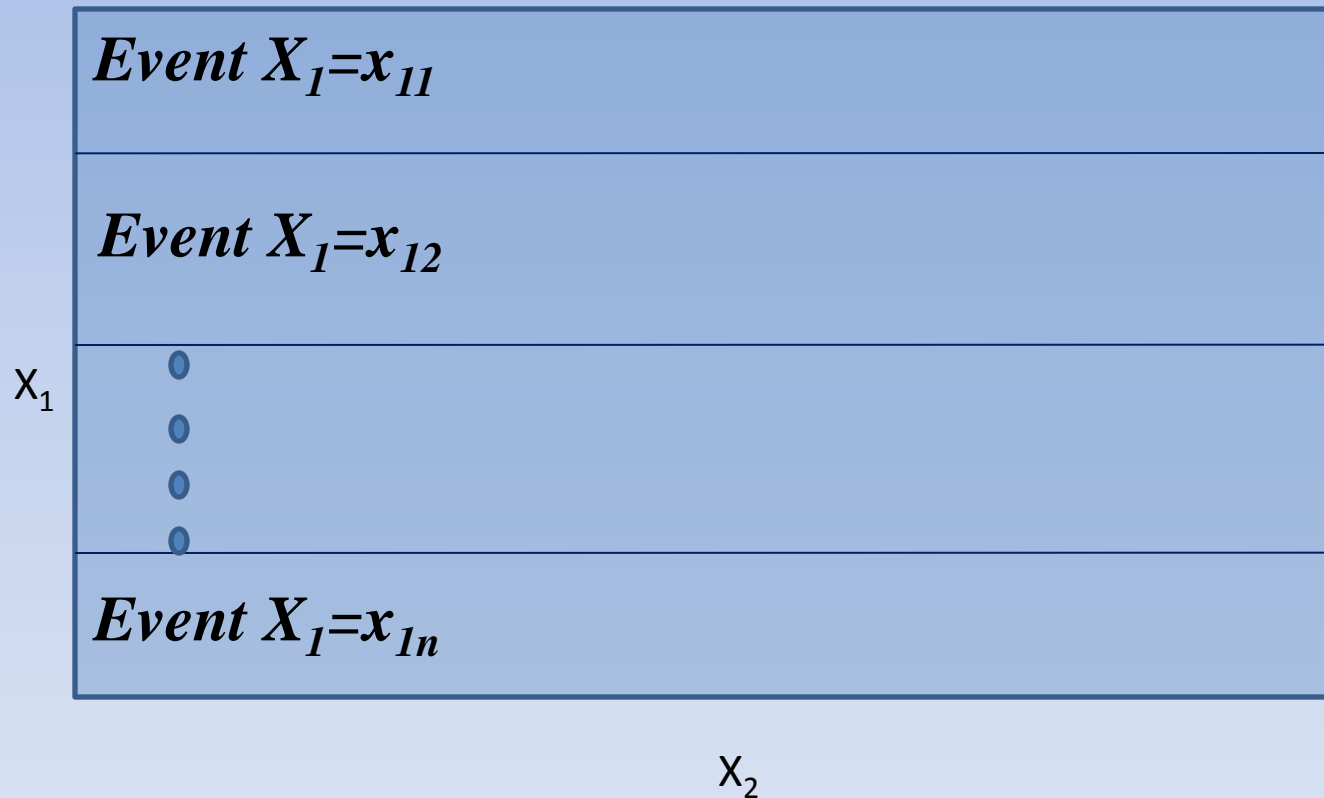 Event X₁=x₁₁
Event X₁=x₁₂
X₁
Event X₁=x₁ₙ
X₂